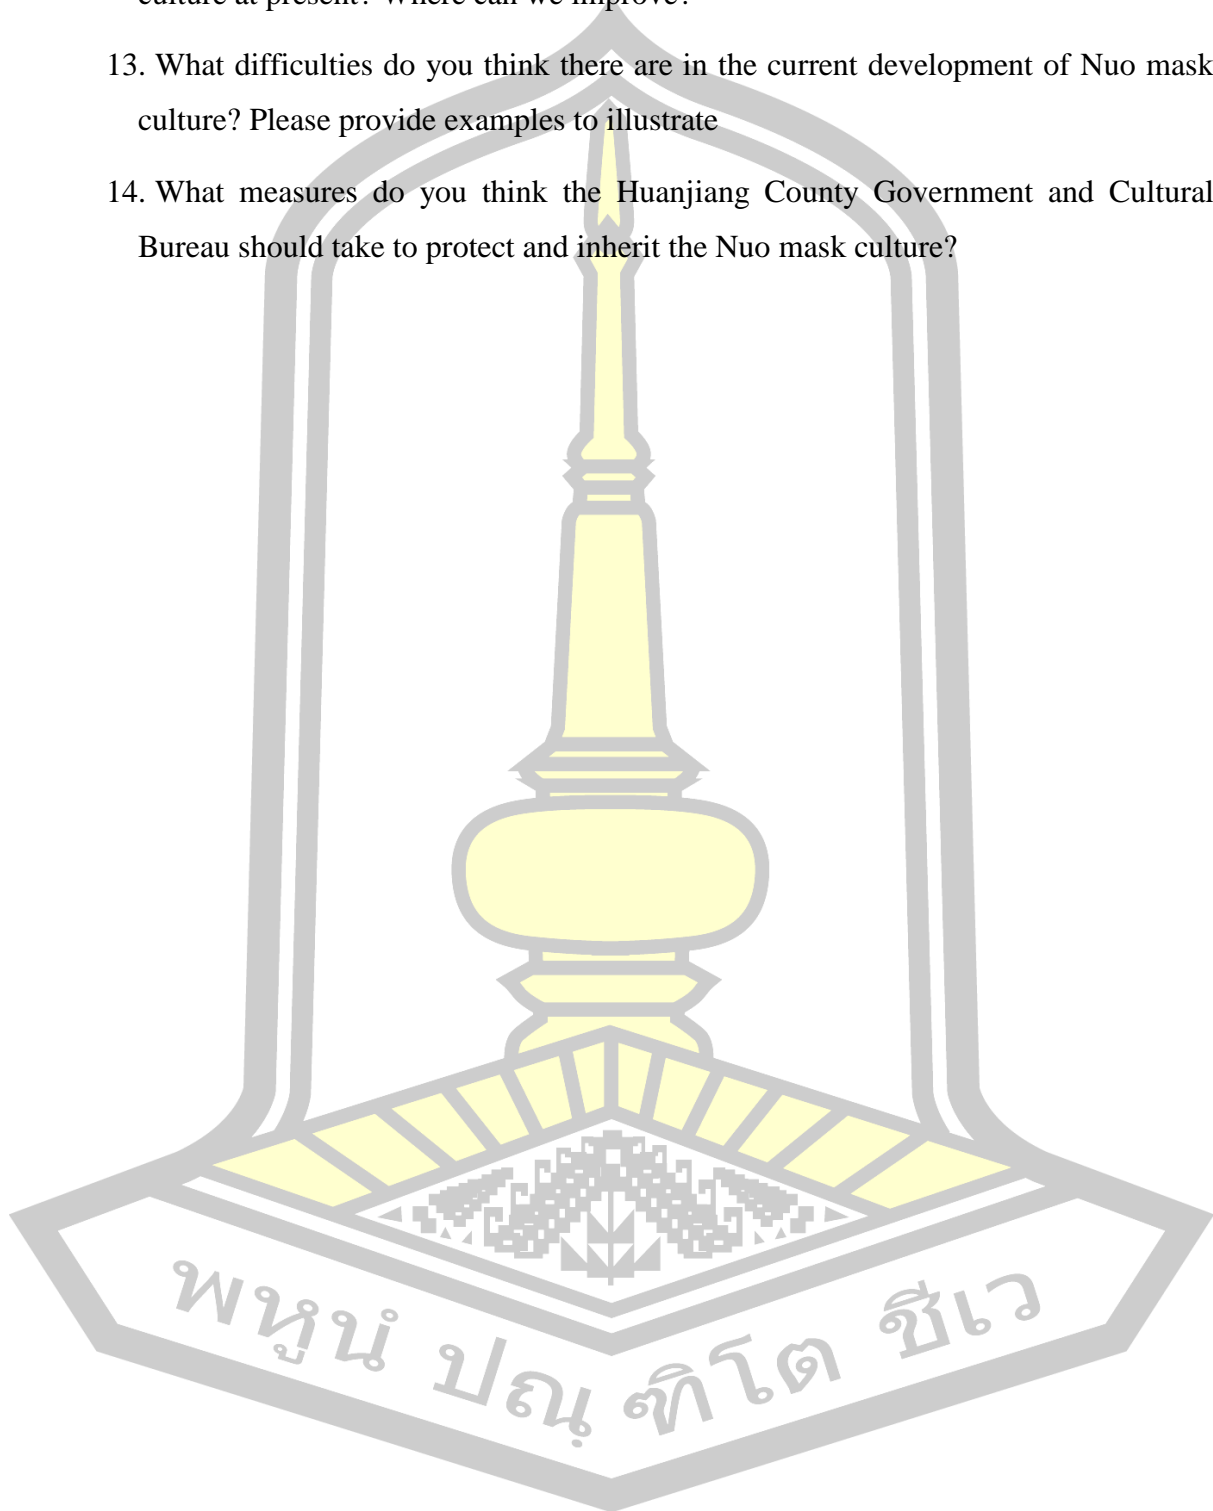 culture at present? Where can we improve?
13. What difficulties do you think there are in the current development of Nuo mask
culture? Please provide examples to illustrate
14. What measures do you think the Huanjiang County Government and Cultural
Bureau should take to protect and inherit the Nuo mask culture?
พหูนํ ปณฺฑิโต ชีเว